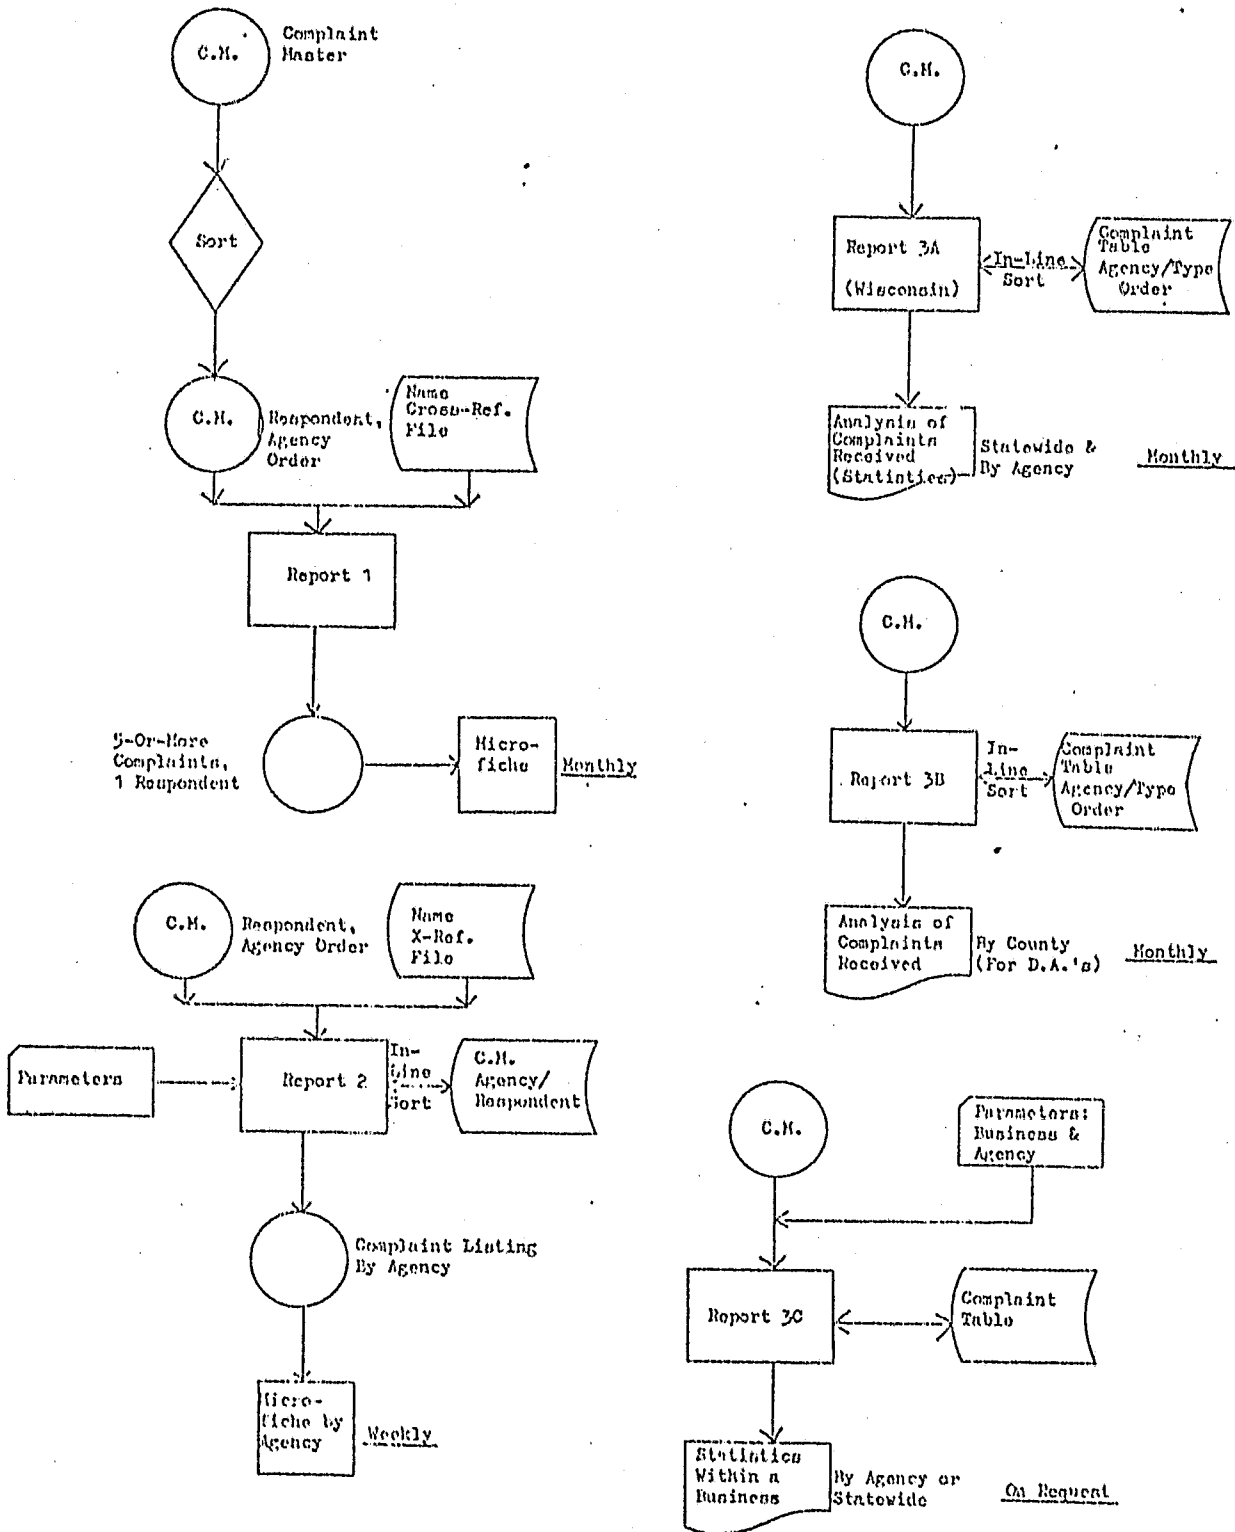 C.M.
Complaint
Master
Sort
C.M.
Respondent,
Agency
Order
Name
Cross-Ref.
File
Report 1
5-Or-More
Complaints,
1 Respondent
Micro-
fiche
Monthly
C.M.
Respondent,
Agency Order
Name
X-Ref.
File
Parameters
Report 2
In-
Line
Sort
C.M.
Agency/
Respondent
Complaint Listing
By Agency
Micro-
fiche by
Agency
Weekly
C.M.
Report 3A
(Wisconsin)
In-Line
Sort
Complaint
Table
Agency/Type
Order
Analysis of
Complaints
Received
(Statistics)
Statewide &
By Agency
Monthly
C.M.
Report 3B
In-
Line
Sort
Complaint
Table
Agency/Type
Order
Analysis of
Complaints
Received
By County
(For D.A.'s)
Monthly
C.M.
Parameters:
Business &
Agency
Report 3C
Complaint
Table
Statistics
Within a
Business
By Agency or
Statewide
On Request